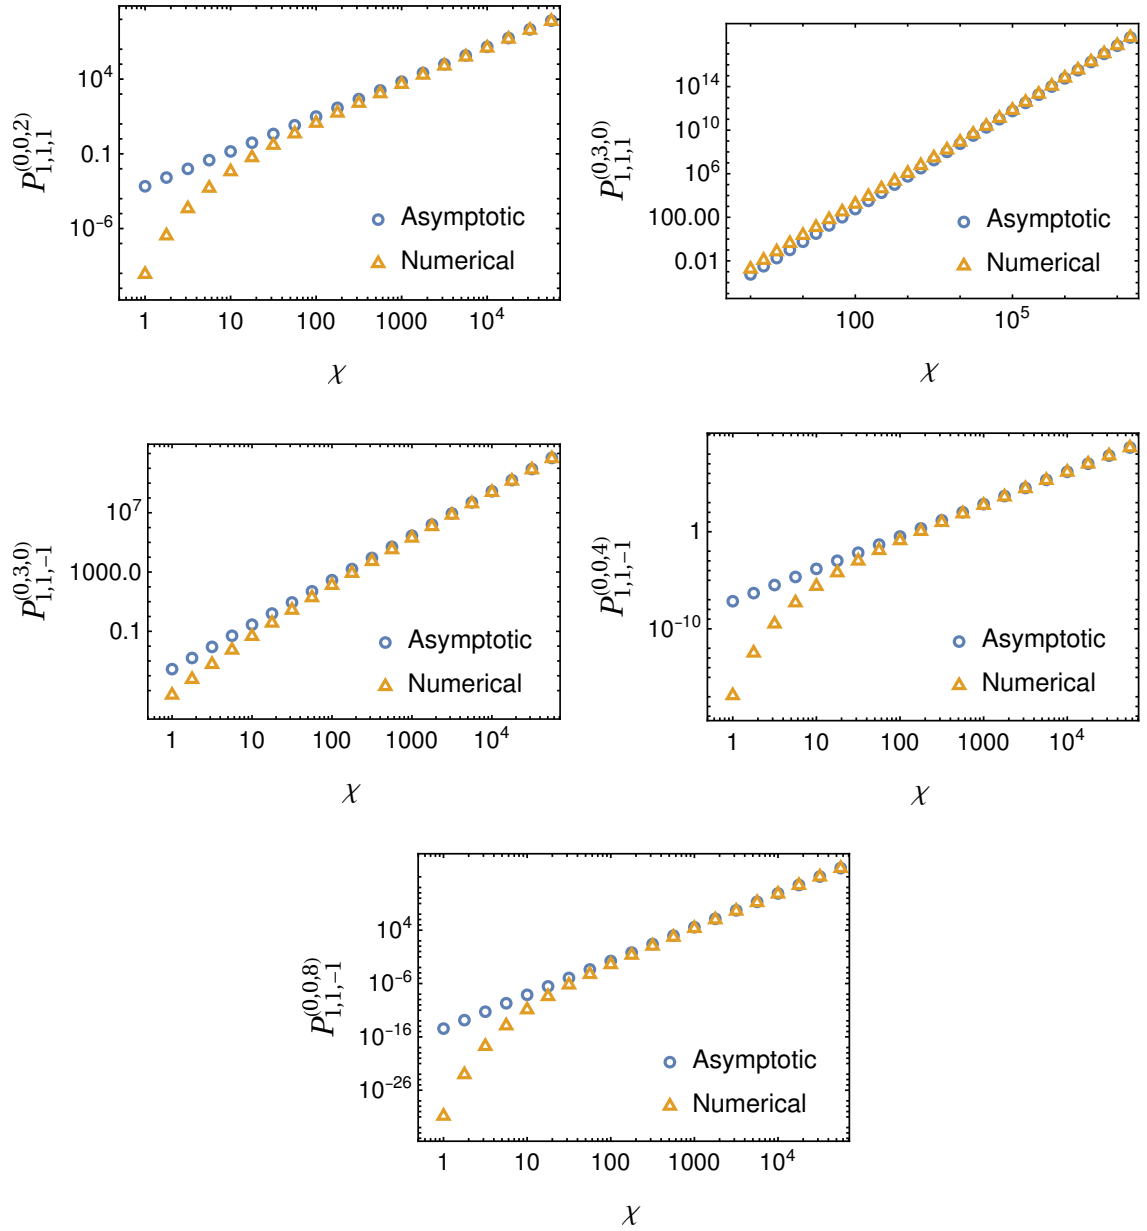 P_{1,1,1}^{(0,0,2)}
10^4
0.1
10^{-6}
Asymptotic
Numerical
1 10 100 1000 10^4
χ
P_{1,1,1}^{(0,3,0)}
10^{14}
10^{10}
10^6
100.00
0.01
Asymptotic
Numerical
100 10^5
χ
P_{1,1,-1}^{(0,3,0)}
10^7
1000.0
0.1
Asymptotic
Numerical
1 10 100 1000 10^4
χ
P_{1,1,-1}^{(0,0,4)}
1
10^{-10}
Asymptotic
Numerical
1 10 100 1000 10^4
χ
P_{1,1,-1}^{(0,0,8)}
10^4
10^{-6}
10^{-16}
10^{-26}
Asymptotic
Numerical
1 10 100 1000 10^4
χ